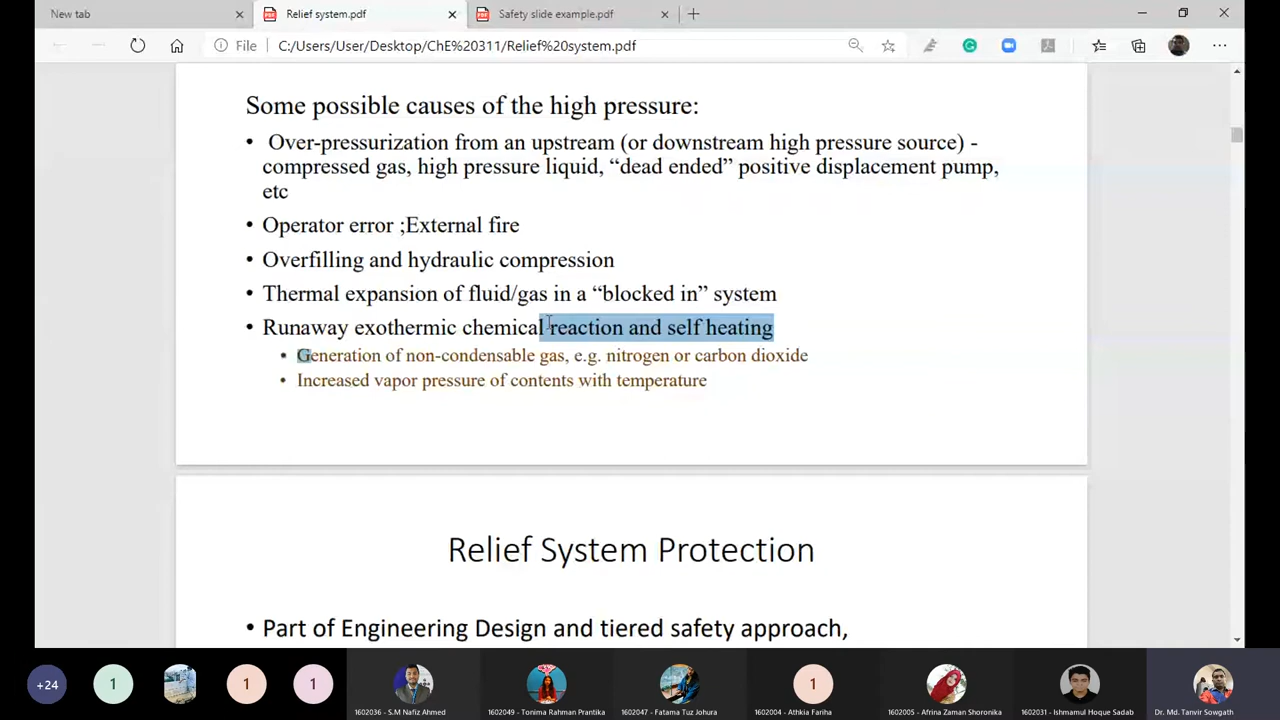 New tab
Relief system.pdf
Safety slide example.pdf
File
C:/Users/User/Desktop/ChE%20311/Relief%20system.pdf
Some possible causes of the high pressure:
• Over-pressurization from an upstream (or downstream high pressure source) -
compressed gas, high pressure liquid, “dead ended” positive displacement pump,
etc
• Operator error ;External fire
• Overfilling and hydraulic compression
• Thermal expansion of fluid/gas in a “blocked in” system
• Runaway exothermic chemical reaction and self heating
• Generation of non-condensable gas, e.g. nitrogen or carbon dioxide
• Increased vapor pressure of contents with temperature
Relief System Protection
• Part of Engineering Design and tiered safety approach,
+24
1
1
1
1
1602036 - S.M Nafiz Ahmed
1602049 - Tonima Rahman Prantika
1602047 - Fatama Tuz Johura
1602004 - Athkia Fariha
1602005 - Afrina Zaman Shoronika
1602031 - Ishmamul Hoque Sadab
Dr. Md. Tanvir Sowgath